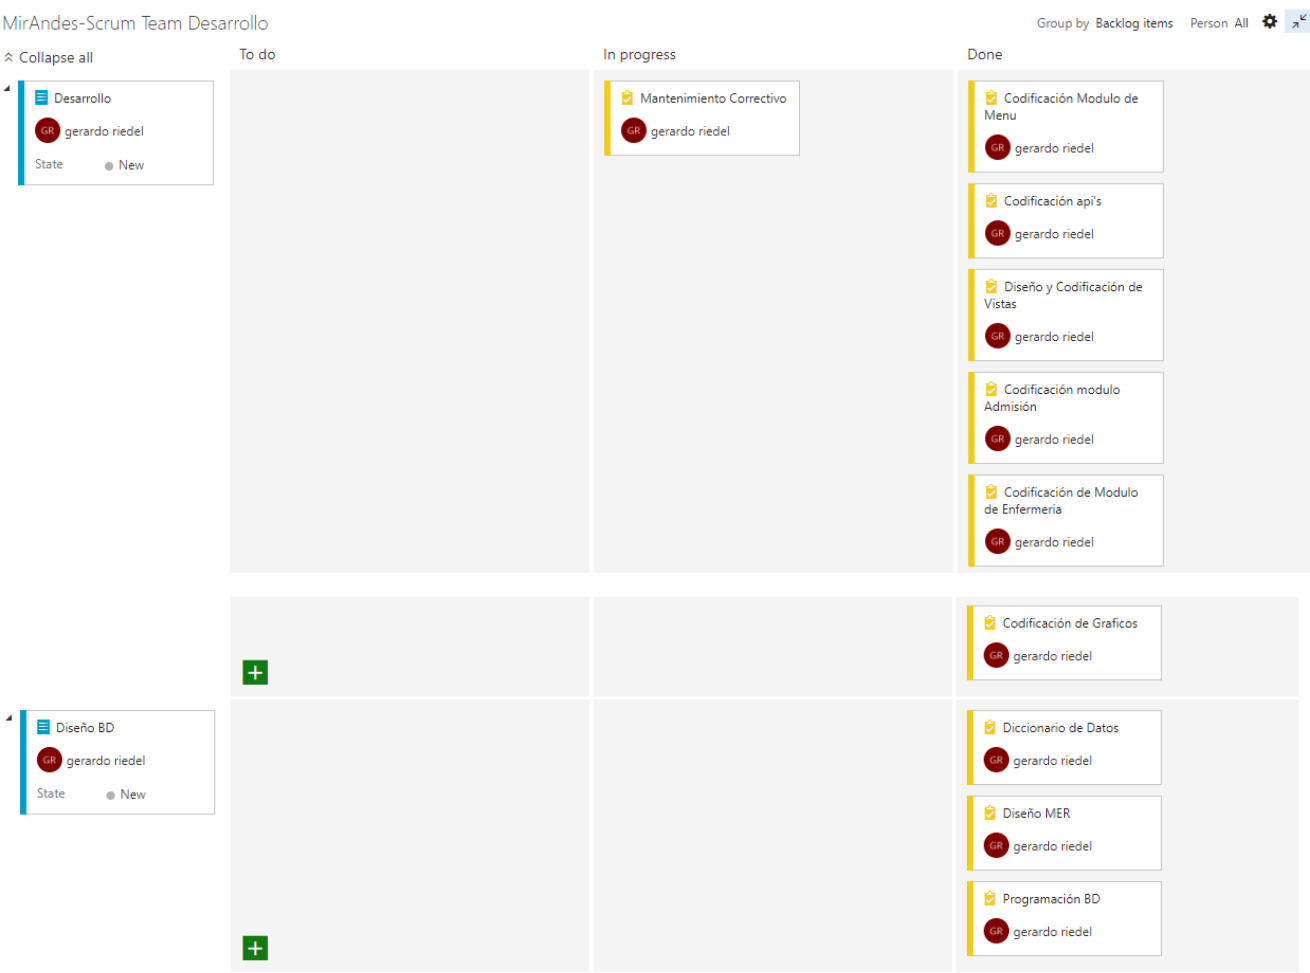 MirAndes-Scrum Team Desarrollo
Group by Backlog items Person All
Collapse all
To do
In progress
Done
Desarrollo
GR gerardo riedel
State New
Mantenimiento Correctivo
GR gerardo riedel
Codificación Modulo de
Menu
GR gerardo riedel
Codificación api's
GR gerardo riedel
Diseño y Codificación de
Vistas
GR gerardo riedel
Codificación modulo
Admisión
GR gerardo riedel
Codificación de Modulo
de Enfermeria
GR gerardo riedel
Codificación de Graficos
GR gerardo riedel
Diseño BD
GR gerardo riedel
State New
Diccionario de Datos
GR gerardo riedel
Diseño MER
GR gerardo riedel
Programación BD
GR gerardo riedel